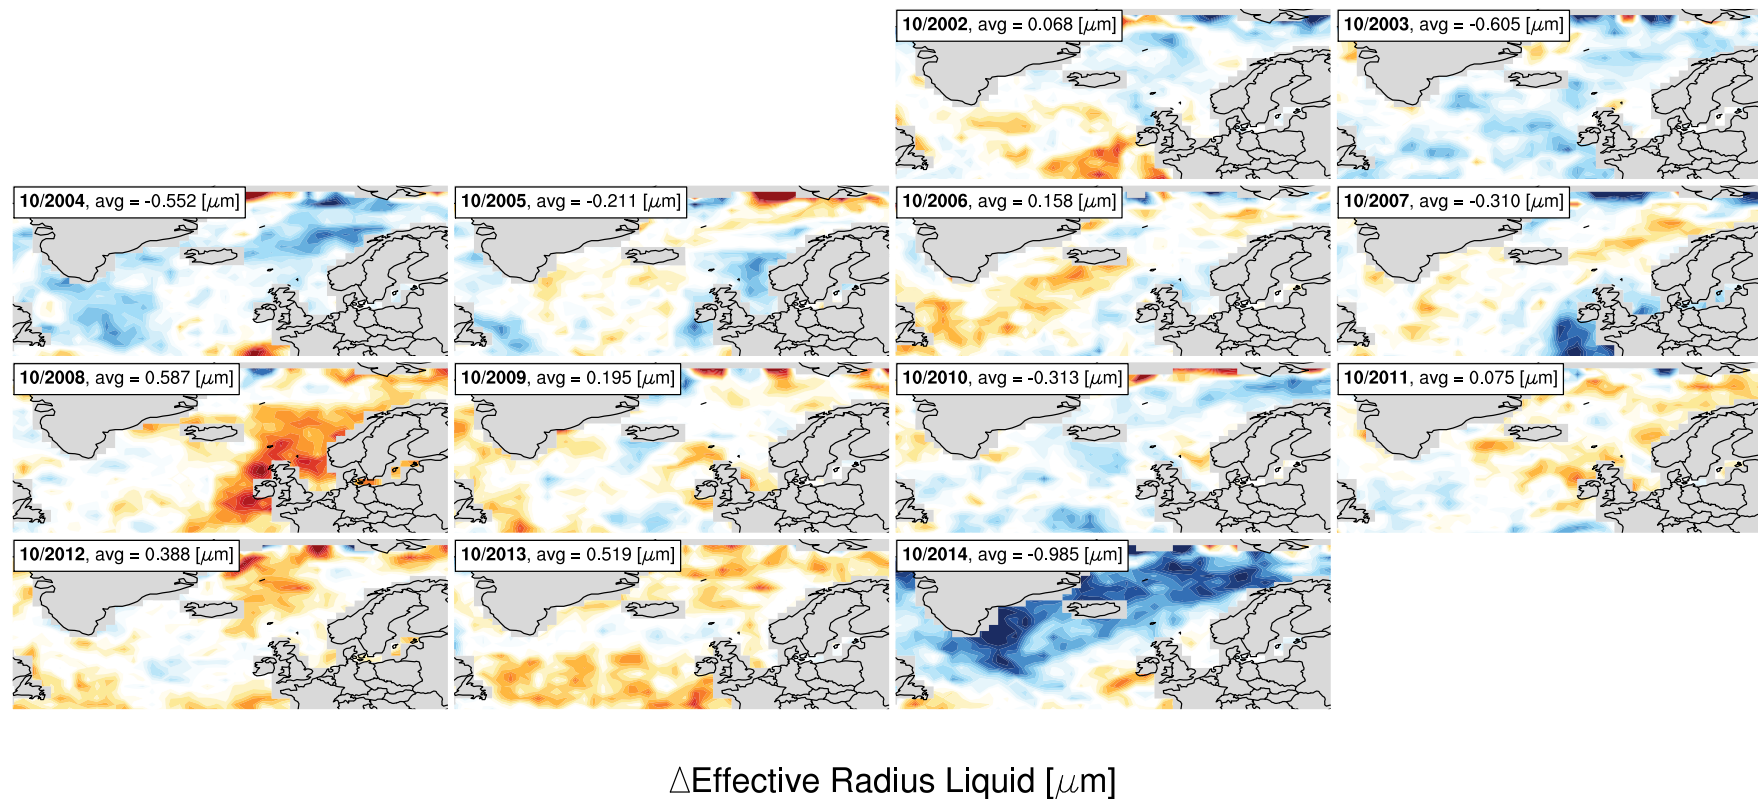 10/2002, avg = 0.068 [μm]
10/2003, avg = -0.605 [μm]
10/2004, avg = -0.552 [μm]
10/2005, avg = -0.211 [μm]
10/2006, avg = 0.158 [μm]
10/2007, avg = -0.310 [μm]
10/2008, avg = 0.587 [μm]
10/2009, avg = 0.195 [μm]
10/2010, avg = -0.313 [μm]
10/2011, avg = 0.075 [μm]
10/2012, avg = 0.388 [μm]
10/2013, avg = 0.519 [μm]
10/2014, avg = -0.985 [μm]
△Effective Radius Liquid [μm]